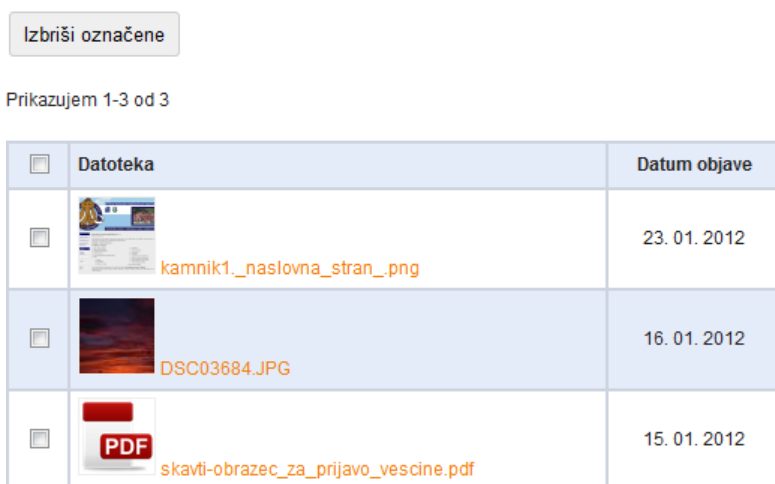 Izbriši označene
Prikazujem 1-3 od 3
Datoteka Datum objave
kamnik1._naslovna_stran_.png 23. 01. 2012
DSC03684.JPG 16. 01. 2012
PDF
skavti-obrazec_za_prijavo_vescine.pdf 15. 01. 2012